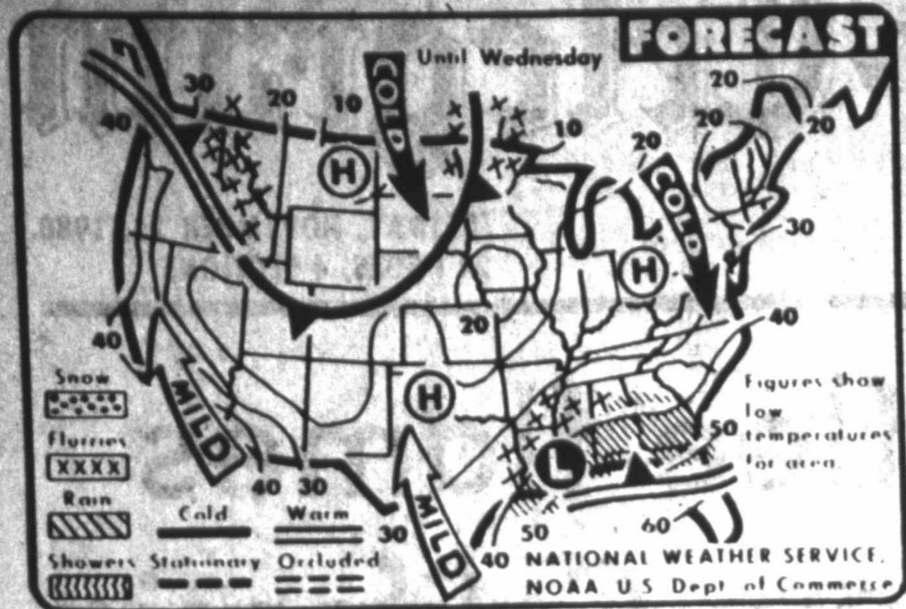 FORECAST
Until Wednesday
COLD
COLD
30
20
10
10
20
20
20
20
40
H
H
30
40
20
40
H
MILD
MILD
L
50
40
30
30
40
50
60
Figures show
low
temperatures
for area.
Snow
Flurries
XXXX
Rain
Showers
Cold
Warm
Stationary
Occluded
NATIONAL WEATHER SERVICE,
NOAA, U.S. Dept. of Commerce
1980